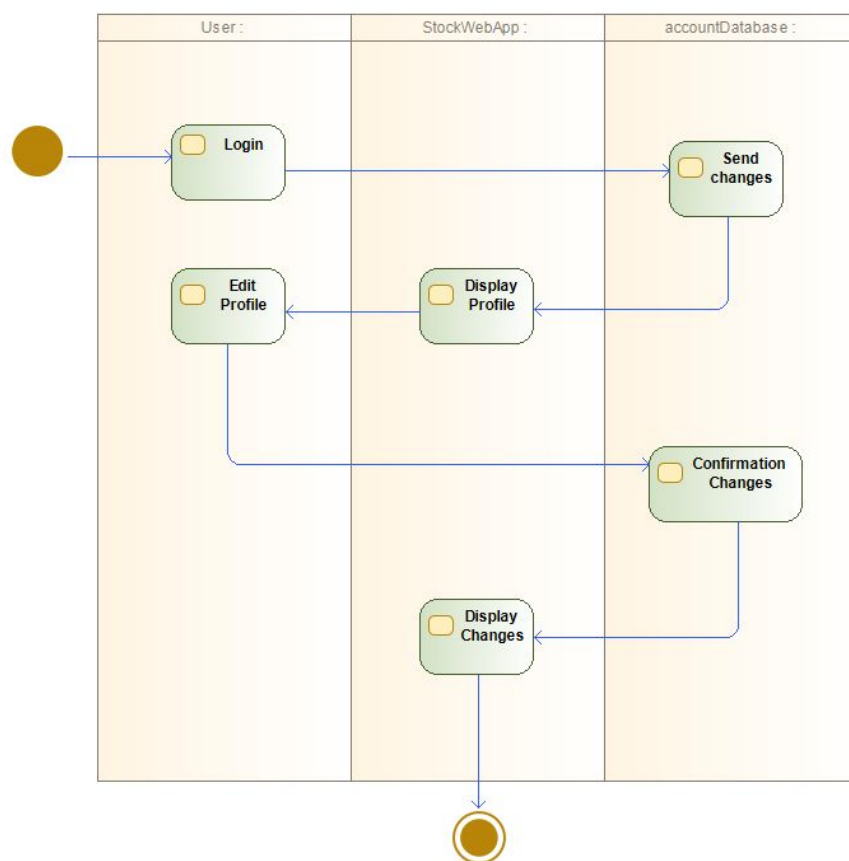 User :
StockWebApp :
accountDatabase :
Login
Send
changes
Edit
Profile
Display
Profile
Confirmation
Changes
Display
Changes